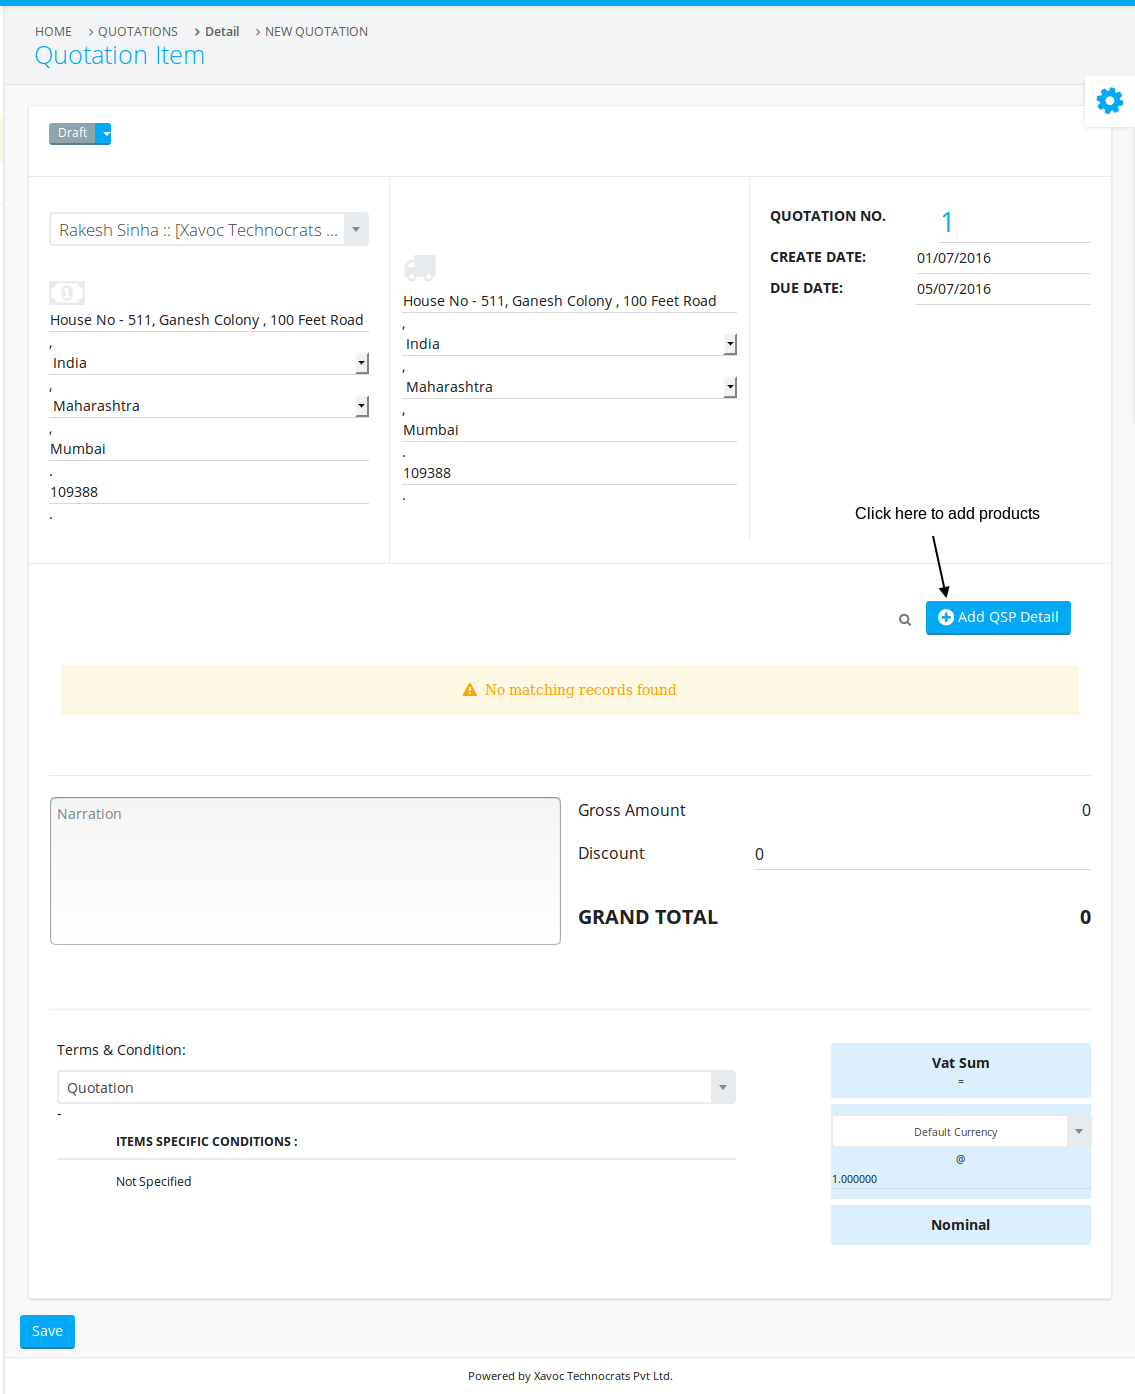 HOME > QUOTATIONS > Detail > NEW QUOTATION
Quotation Item
Draft
Rakesh Sinha :: [Xavoc Technocrats ...
1
House No - 511, Ganesh Colony , 100 Feet Road
,
India
,
Maharashtra
,
Mumbai
.
109388
.
House No - 511, Ganesh Colony , 100 Feet Road
,
India
,
Maharashtra
,
Mumbai
.
109388
.
QUOTATION NO. 1
CREATE DATE: 01/07/2016
DUE DATE: 05/07/2016
Click here to add products
Add QSP Detail
No matching records found
Narration
Gross Amount 0
Discount 0
GRAND TOTAL 0
Terms & Condition:
Quotation
-
ITEMS SPECIFIC CONDITIONS :
Not Specified
Vat Sum
=
Default Currency
@
1.000000
Nominal
Save
Powered by Xavoc Technocrats Pvt Ltd.